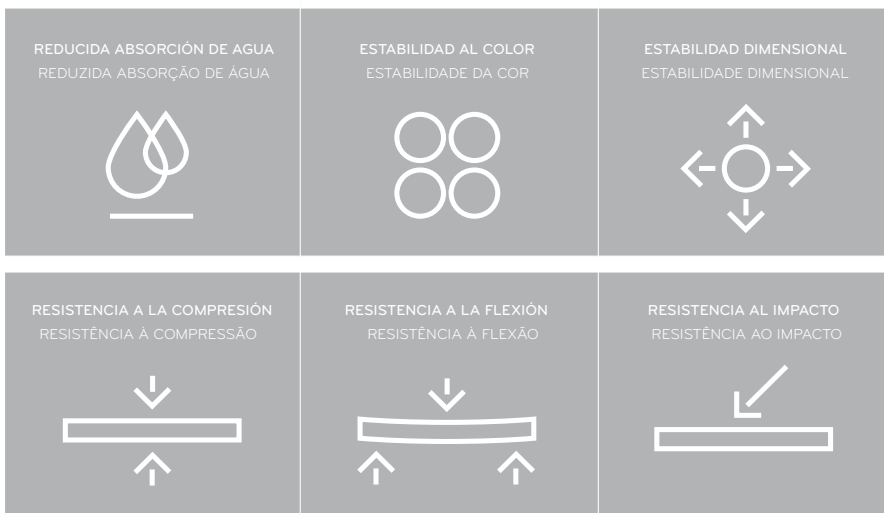 REDUCIDA ABSORCIÓN DE AGUA
REDUZIDA ABSORÇÃO DE ÁGUA
ESTABILIDAD AL COLOR
ESTABILIDADE DA COR
ESTABILIDAD DIMENSIONAL
ESTABILIDADE DIMENSIONAL
RESISTENCIA A LA COMPRESIÓN
RESISTÊNCIA À COMPRESSÃO
RESISTENCIA A LA FLEXIÓN
RESISTÊNCIA À FLEXÃO
RESISTENCIA AL IMPACTO
RESISTÊNCIA AO IMPACTO